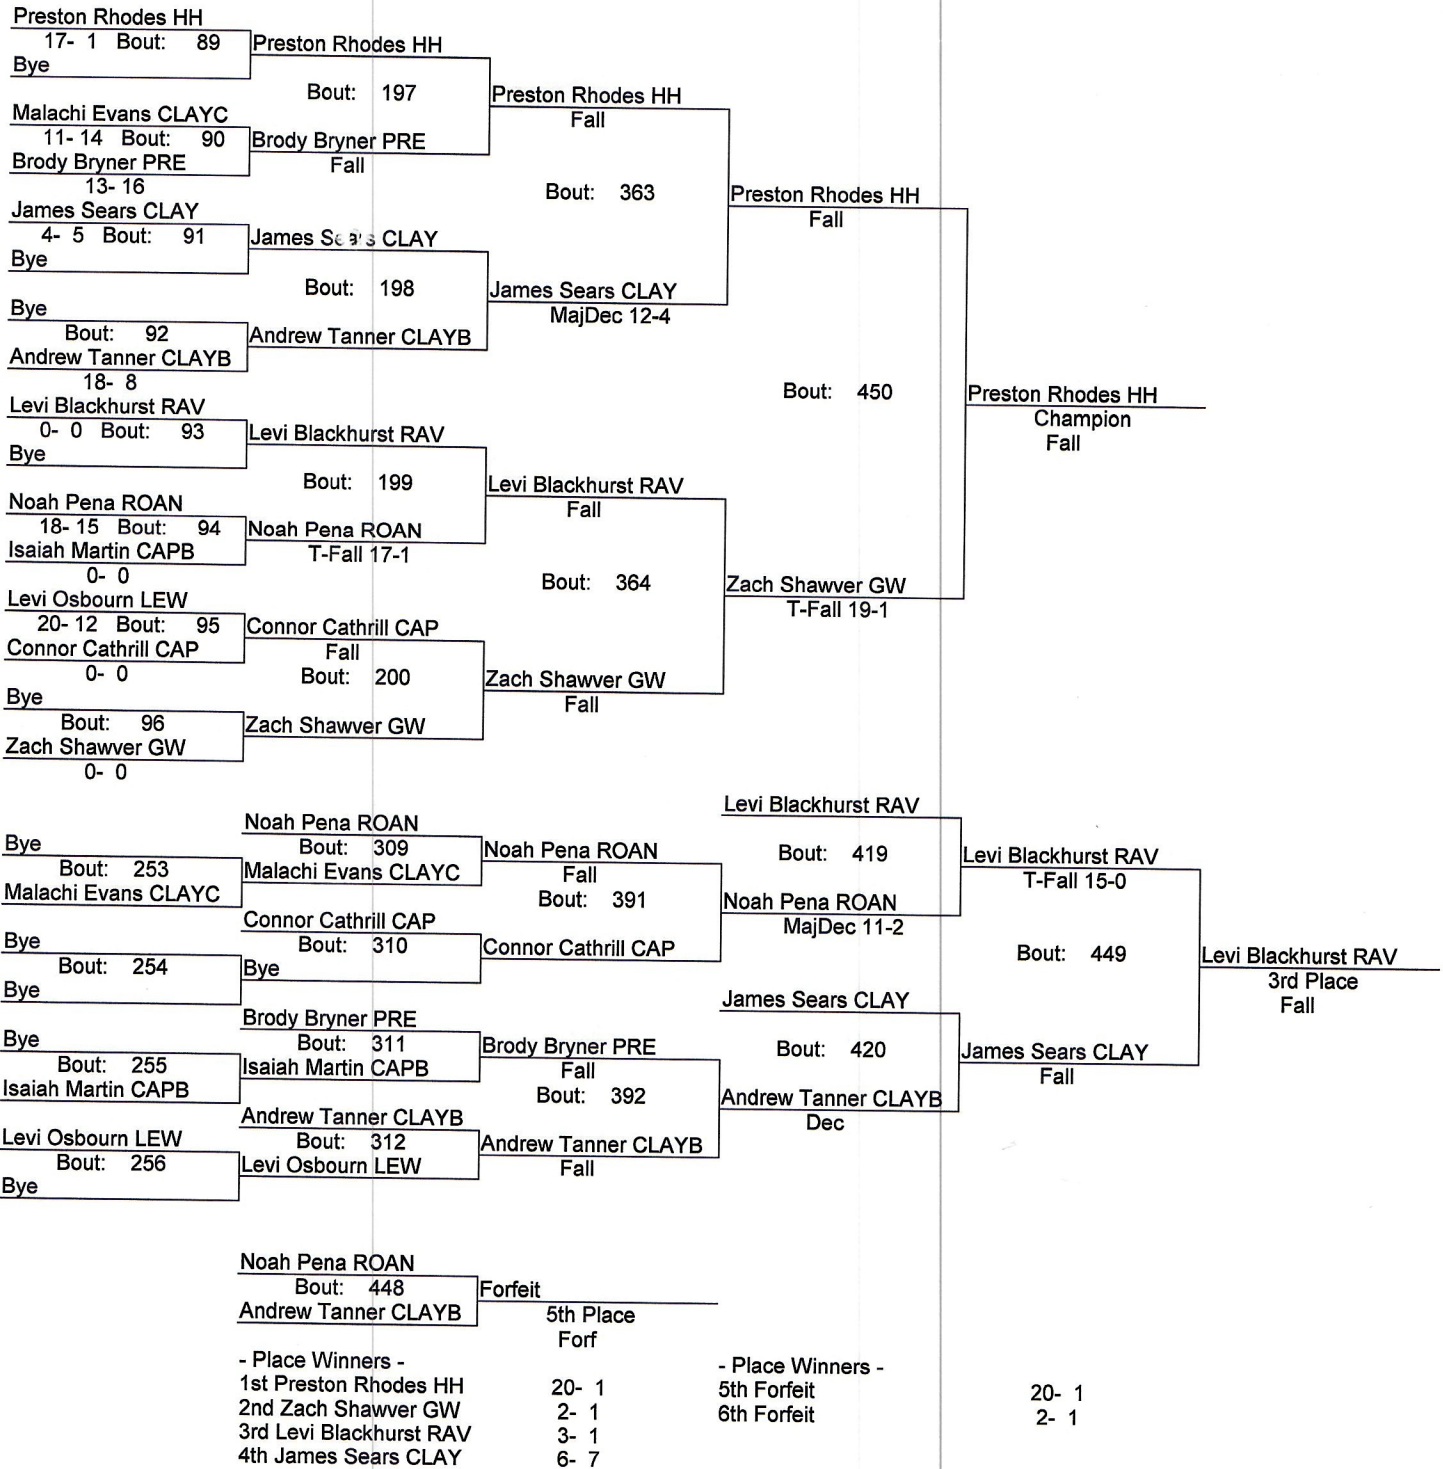 Preston Rhodes HH
17- 1 Bout: 89
Bye
Preston Rhodes HH
Bout: 197
Malachi Evans CLAYC
11- 14 Bout: 90
Brody Bryner PRE
13- 16
Brody Bryner PRE
Fall
Preston Rhodes HH
Fall
Bout: 363
James Sears CLAY
4- 5 Bout: 91
Bye
James Sears CLAY
Bout: 198
Bye
Bout: 92
Andrew Tanner CLAYB
18- 8
Andrew Tanner CLAYB
James Sears CLAY
MajDec 12-4
Preston Rhodes HH
Fall
Bout: 450
Levi Blackhurst RAV
0- 0 Bout: 93
Bye
Levi Blackhurst RAV
Bout: 199
Noah Pena ROAN
18- 15 Bout: 94
Isaiah Martin CAPB
0- 0
Noah Pena ROAN
T-Fall 17-1
Levi Blackhurst RAV
Fall
Bout: 364
Levi Osbourn LEW
20- 12 Bout: 95
Connor Cathrill CAP
0- 0
Connor Cathrill CAP
Fall
Bout: 200
Bye
Bout: 96
Zach Shawver GW
0- 0
Zach Shawver GW
Zach Shawver GW
Fall
Zach Shawver GW
T-Fall 19-1
Preston Rhodes HH
Champion
Fall
Bye
Bout: 253
Malachi Evans CLAYC
Noah Pena ROAN
Bout: 309
Malachi Evans CLAYC
Noah Pena ROAN
Fall
Bout: 391
Bye
Bout: 254
Bye
Connor Cathrill CAP
Bout: 310
Bye
Connor Cathrill CAP
Levi Blackhurst RAV
Bout: 419
Noah Pena ROAN
MajDec 11-2
Levi Blackhurst RAV
T-Fall 15-0
Bout: 449
Bye
Bout: 255
Isaiah Martin CAPB
Brody Bryner PRE
Bout: 311
Isaiah Martin CAPB
Brody Bryner PRE
Fall
Bout: 392
Levi Osbourn LEW
Bout: 256
Bye
Andrew Tanner CLAYB
Bout: 312
Levi Osbourn LEW
Andrew Tanner CLAYB
Fall
James Sears CLAY
Bout: 420
Andrew Tanner CLAYB
Dec
James Sears CLAY
Fall
Levi Blackhurst RAV
3rd Place
Fall
Noah Pena ROAN
Bout: 448
Andrew Tanner CLAYB
Forfeit
5th Place
Forf
- Place Winners -
1st Preston Rhodes HH 20- 1
2nd Zach Shawver GW 2- 1
3rd Levi Blackhurst RAV 3- 1
4th James Sears CLAY 6- 7
- Place Winners -
5th Forfeit 20- 1
6th Forfeit 2- 1